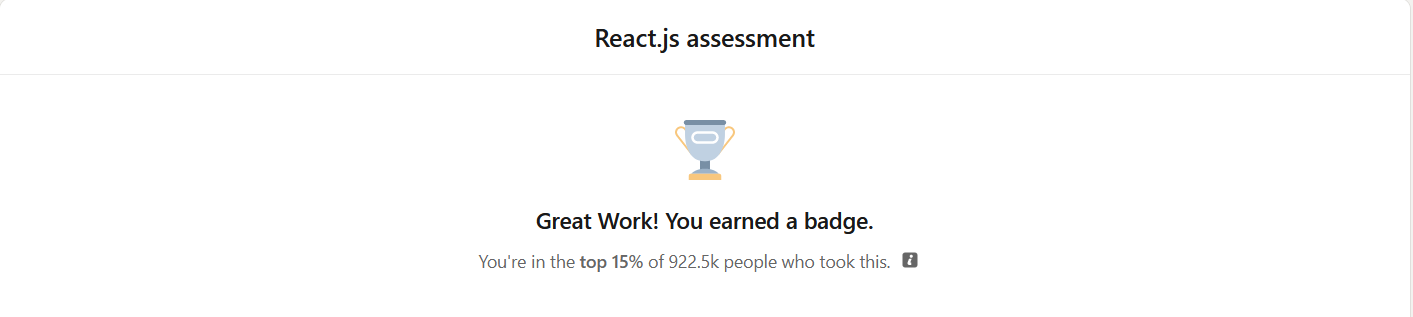 React.js assessment
Great Work! You earned a badge.
You're in the top 15% of 922.5k people who took this. i